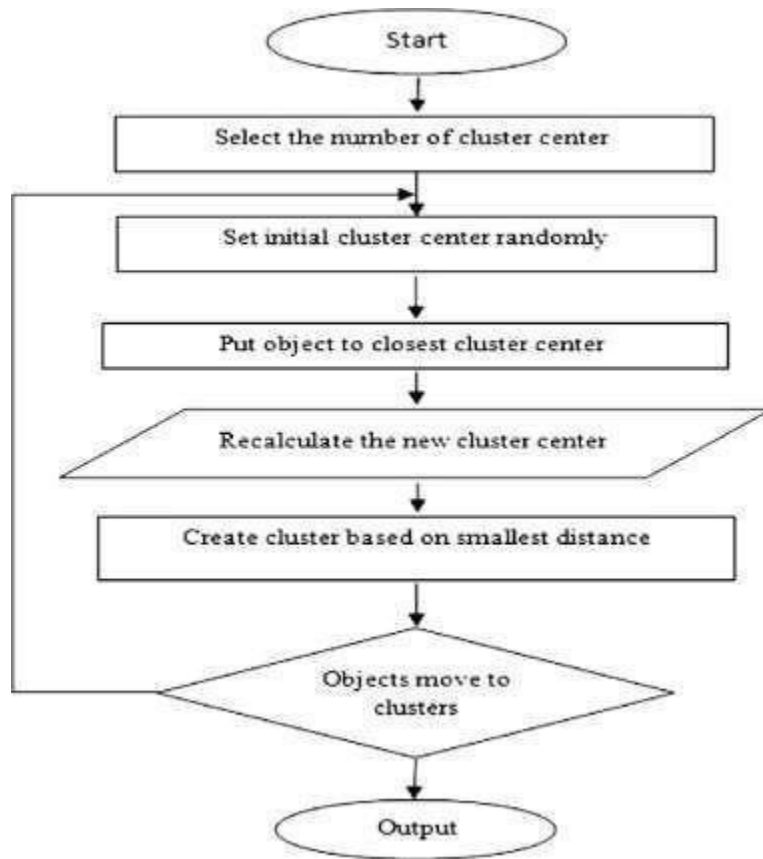 Start
Select the number of cluster center
Set initial cluster center randomly
Put object to closest cluster center
Recalculate the new cluster center
Create cluster based on smallest distance
Objects move to
clusters
Output